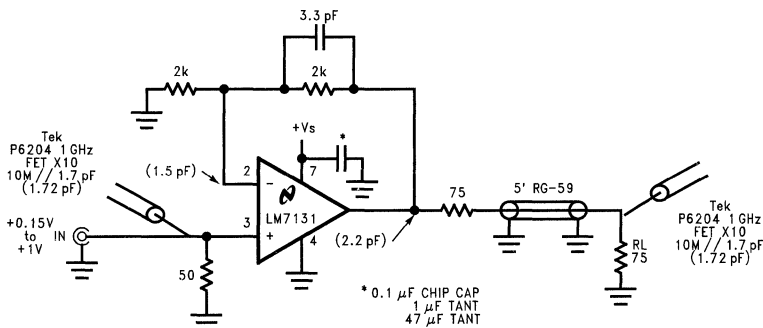 3.3 pF
2k
2k
Tek
P6204 1 GHz
FET X10
10M // 1.7 pF
(1.72 pF)
+Vs
*
(1.5 pF)
2
7
−
LM7131
75
5' RG-59
Tek
P6204 1 GHz
FET X10
10M // 1.7 pF
(1.72 pF)
+0.15V
to
+1V
IN
3
+
4
(2.2 pF)
50
RL
75
* 0.1 µF CHIP CAP
1 µF TANT
47 µF TANT